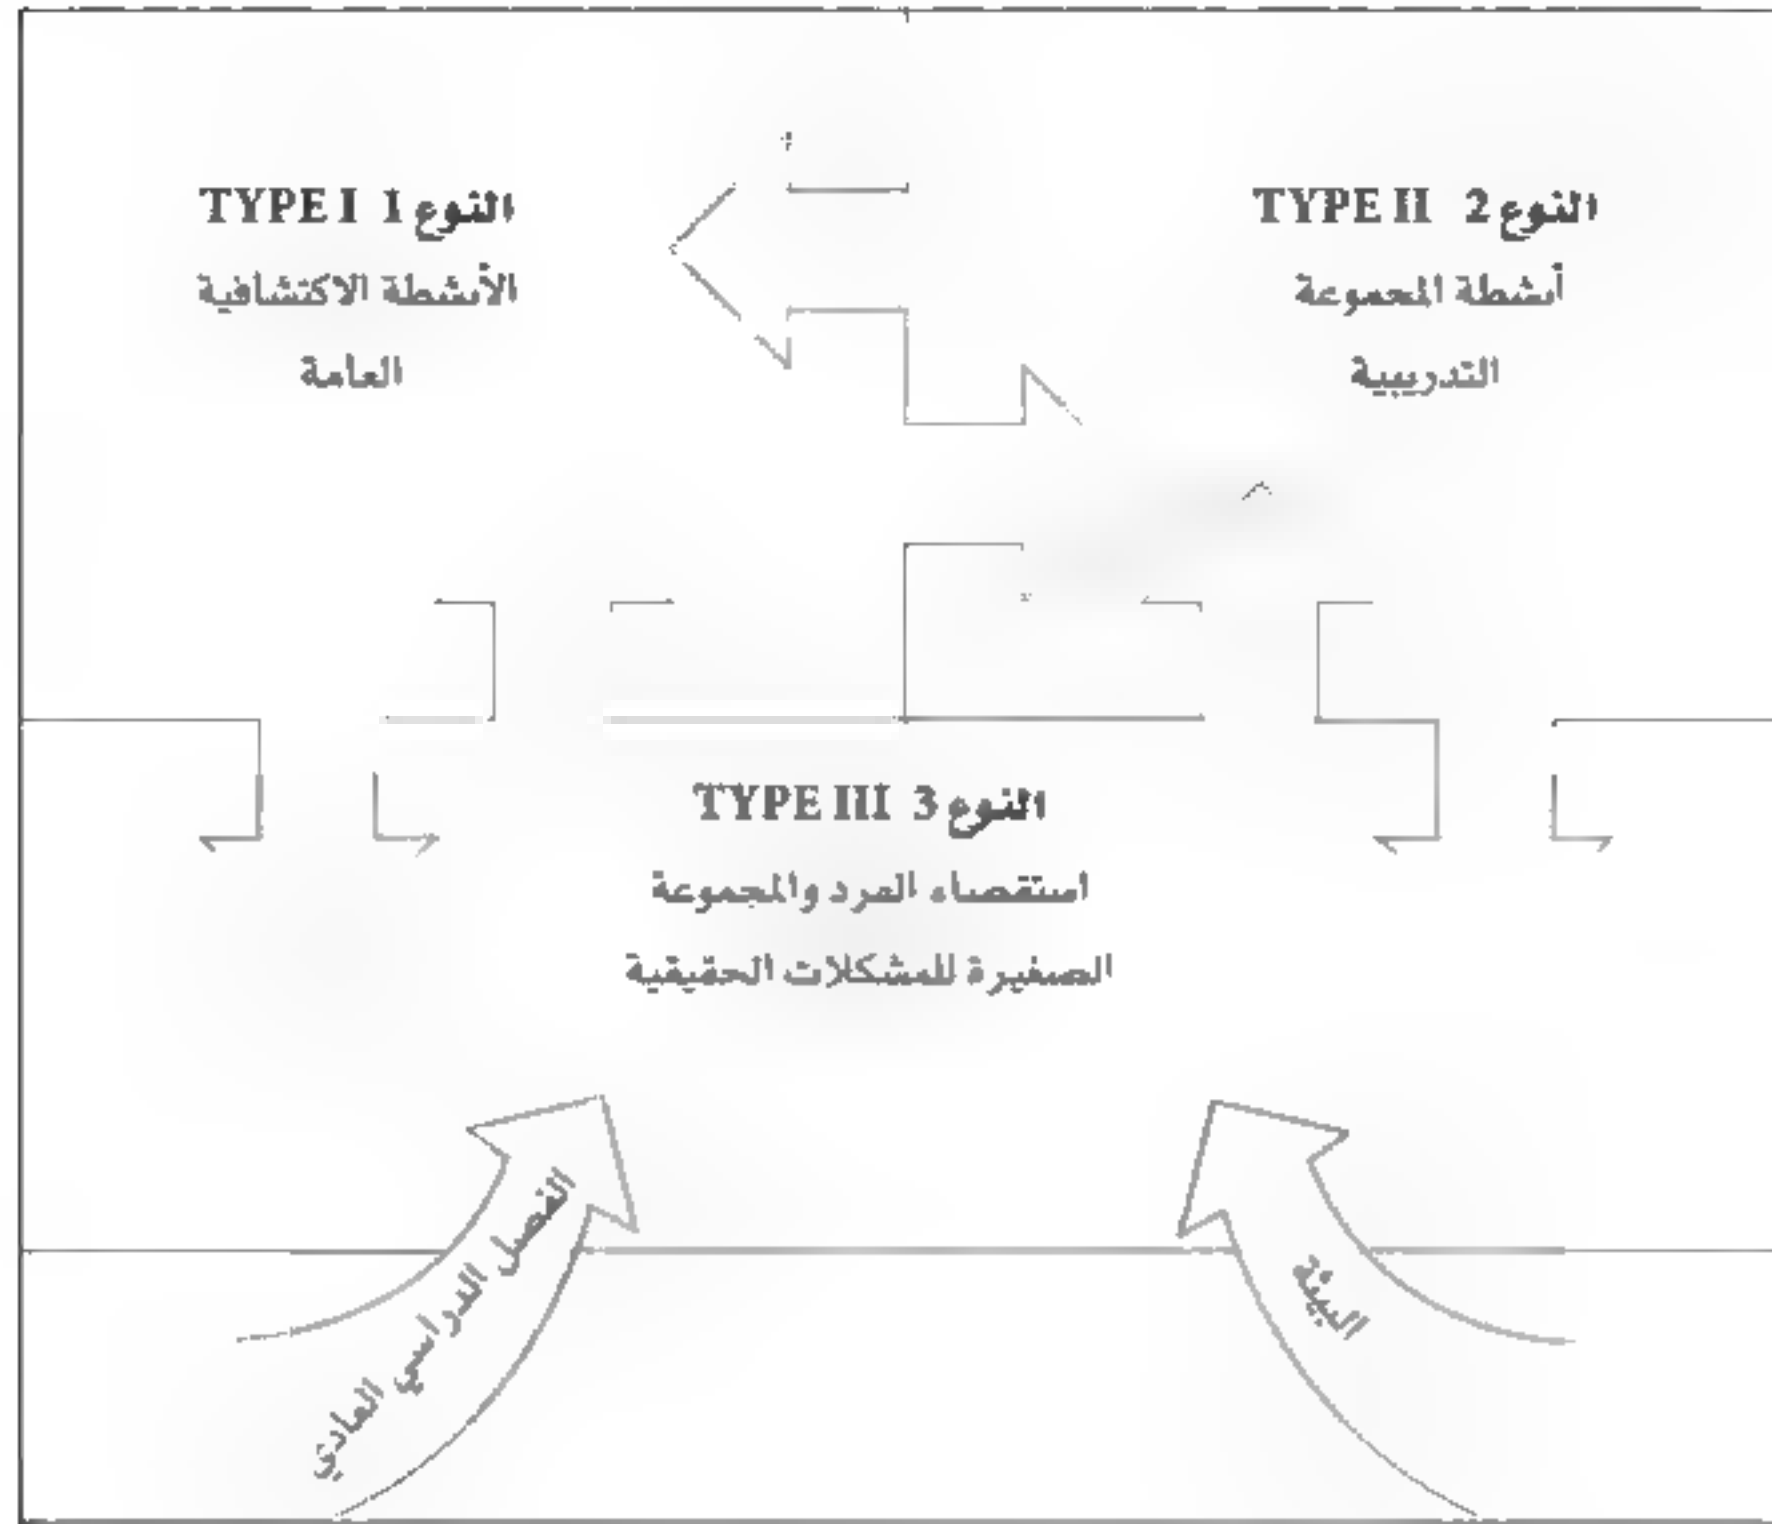 النوع 1 TYPE I
الأنشطة الاكتشافية
العامة
النوع 2 TYPE II
أنشطة المجموعة
التدريبية
النوع 3 TYPE III
استقصاء الفرد والمجموعة
الصغيرة للمشكلات الحقيقية
الفصل الدراسي العادي
البيئة